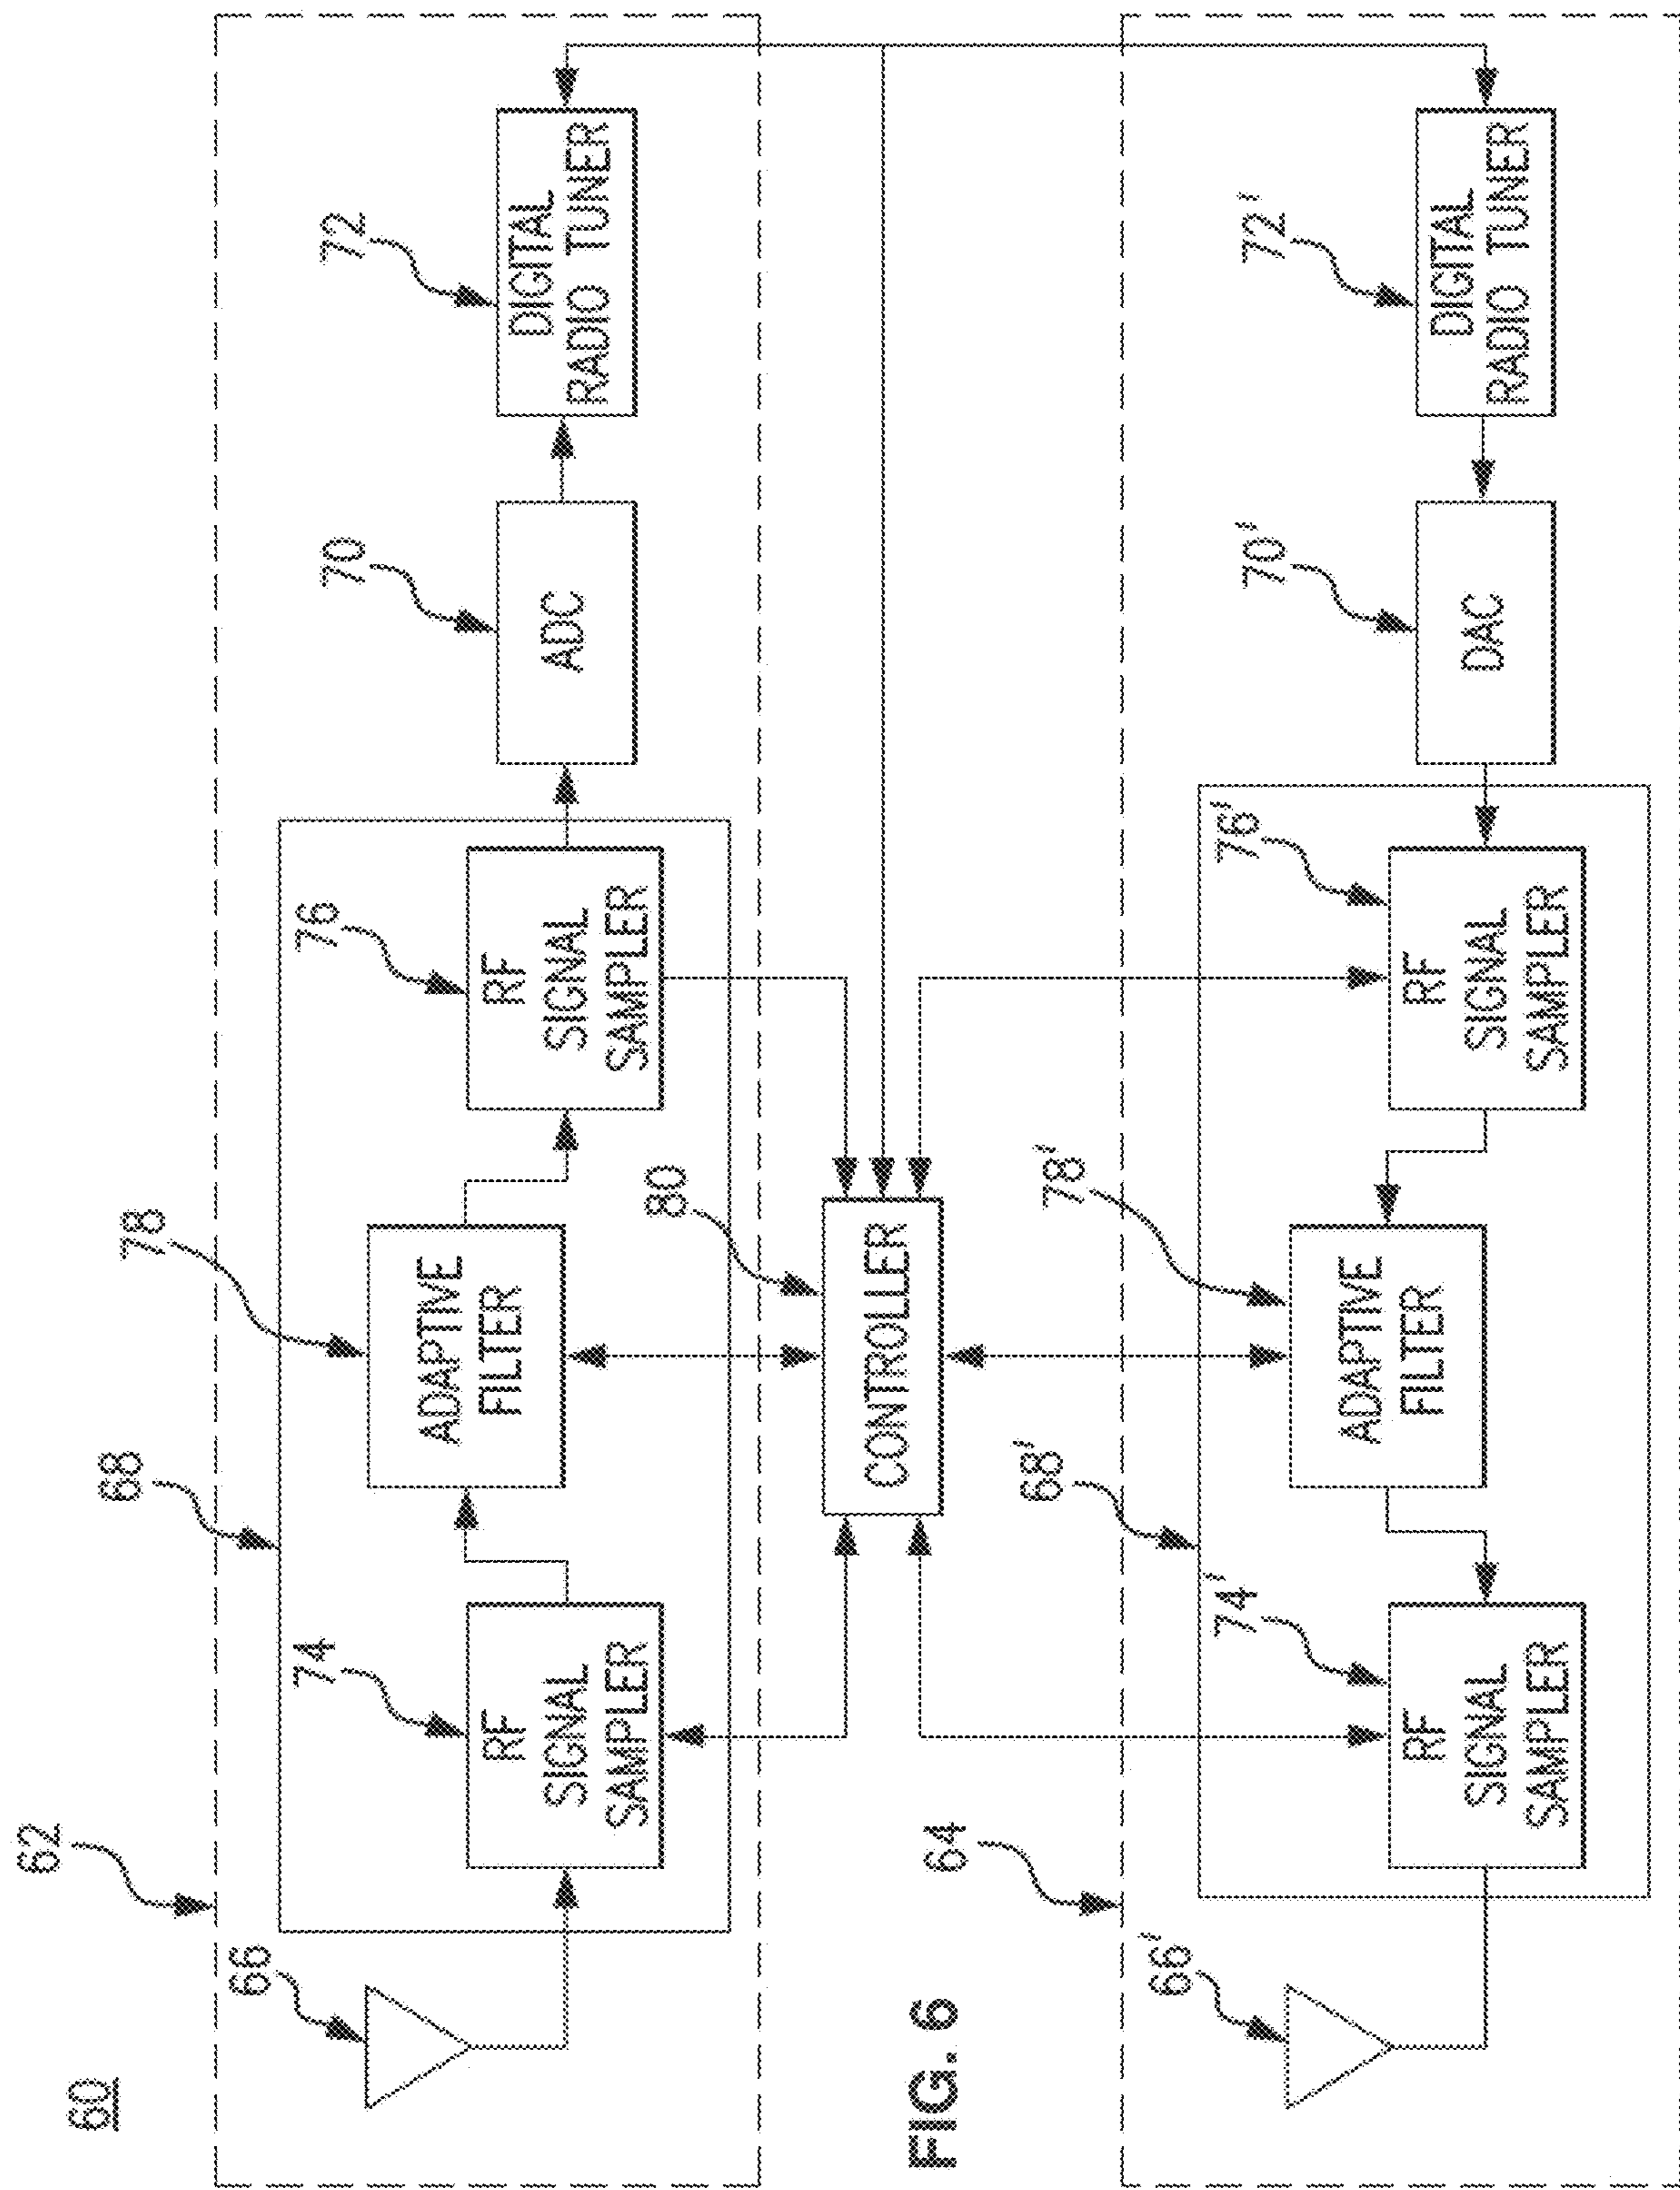 60
62
66
68
74
RF
SIGNAL
SAMPLER
78
ADAPTIVE
FILTER
76
RF
SIGNAL
SAMPLER
70
ADC
72
DIGITAL
RADIO TUNER
80
CONTROLLER
FIG. 6
64
66'
68'
74'
RF
SIGNAL
SAMPLER
78'
ADAPTIVE
FILTER
76'
RF
SIGNAL
SAMPLER
70'
DAC
72'
DIGITAL
RADIO TUNER